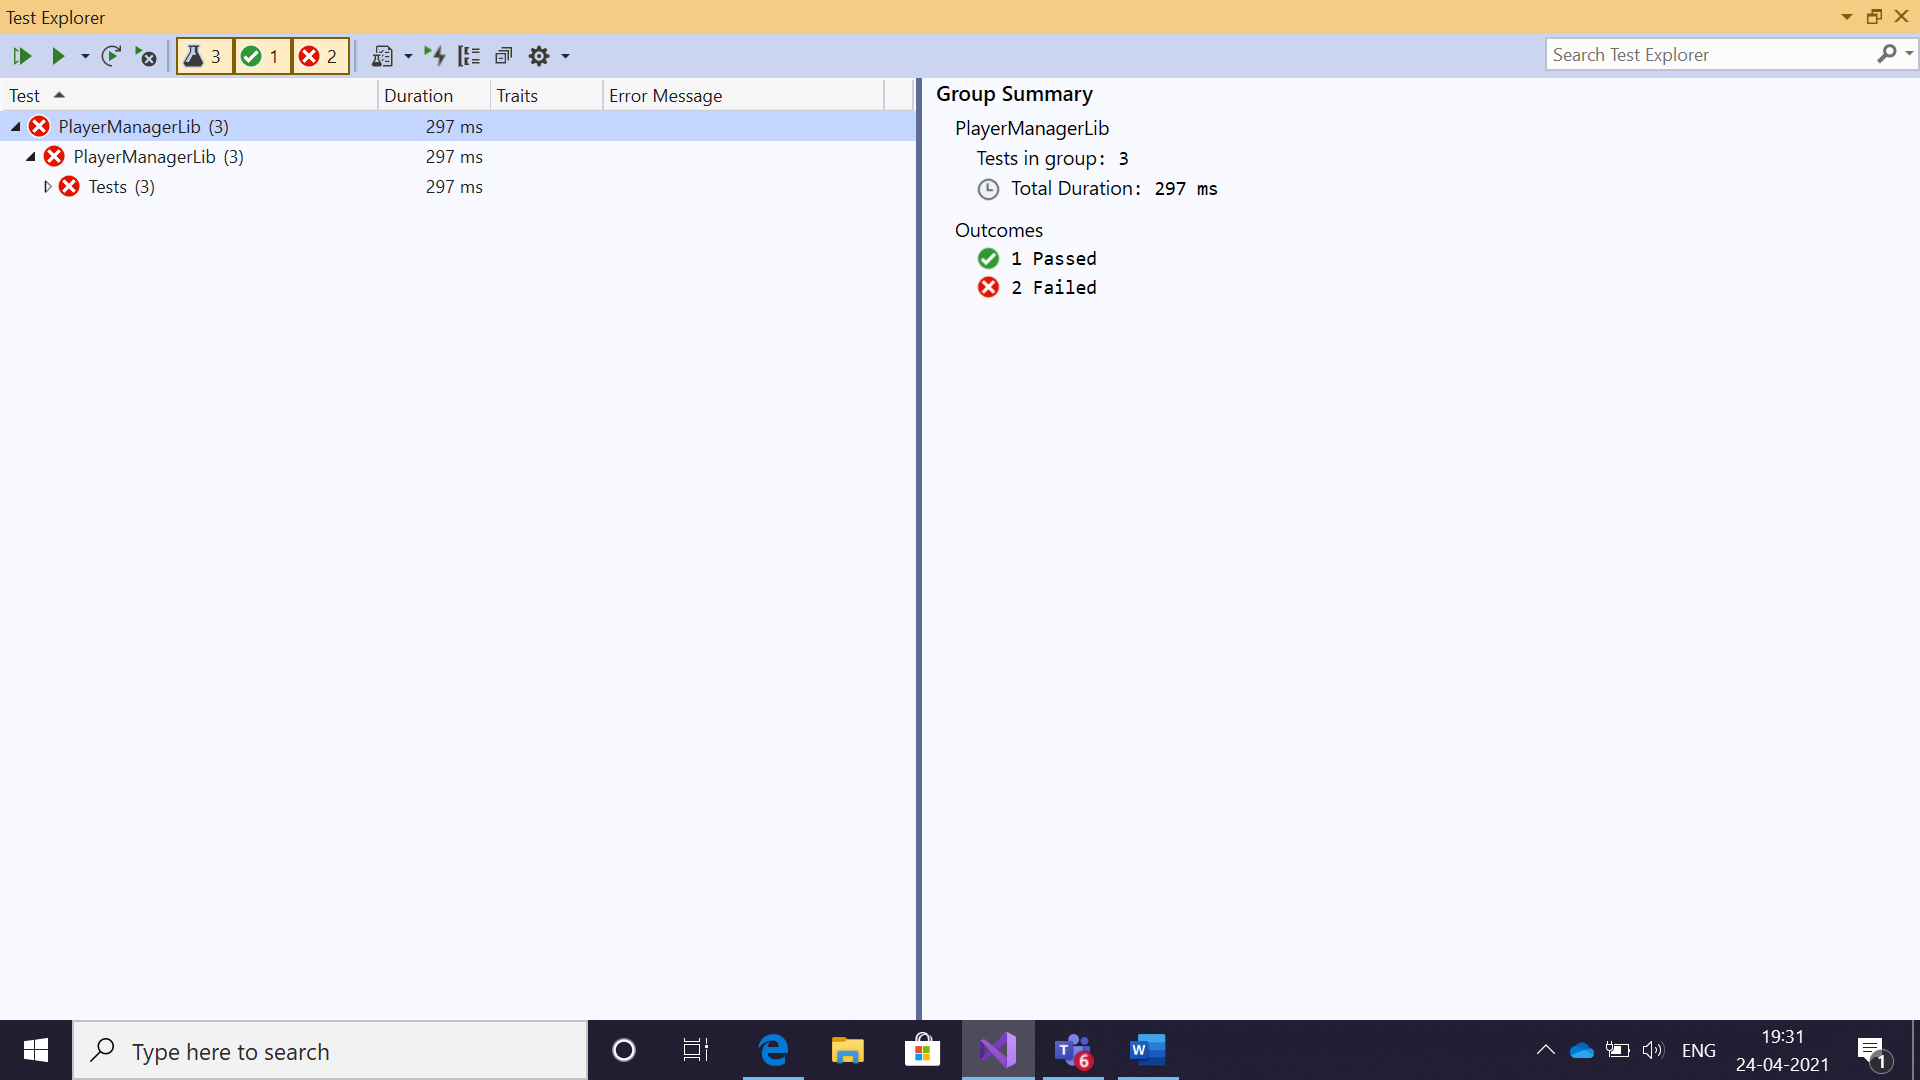 Test Explorer
3 1 2
Search Test Explorer
Test Duration Traits Error Message
PlayerManagerLib (3) 297 ms
PlayerManagerLib (3) 297 ms
Tests (3) 297 ms
Group Summary
PlayerManagerLib
Tests in group: 3
Total Duration: 297 ms
Outcomes
1 Passed
2 Failed
Type here to search
T 6
W
ENG
19:31
24-04-2021
1